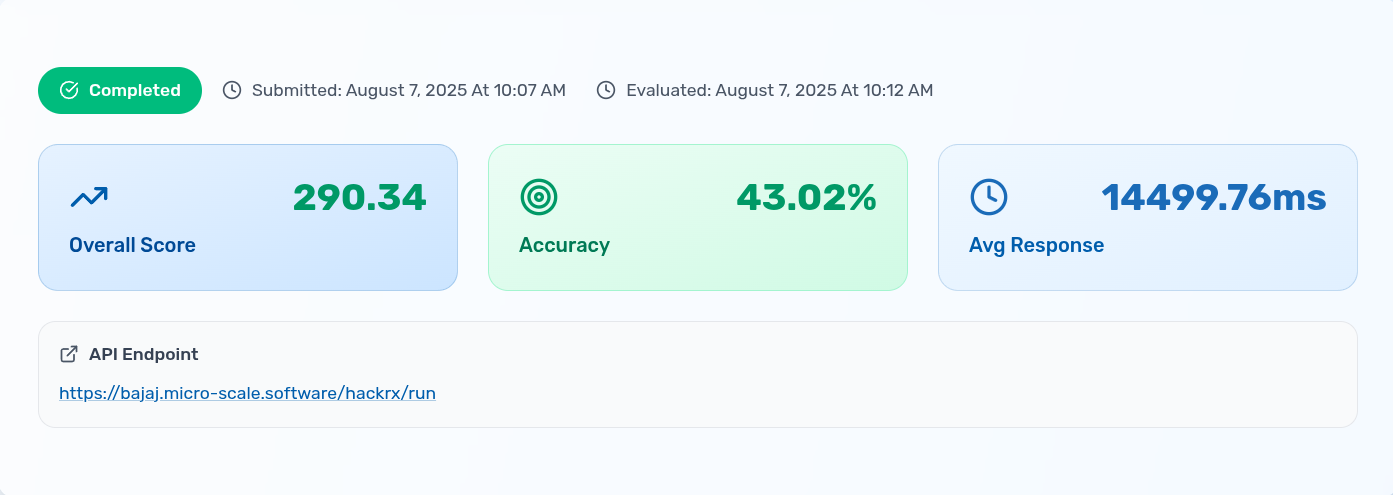 Completed
Submitted: August 7, 2025 At 10:07 AM
Evaluated: August 7, 2025 At 10:12 AM
290.34
Overall Score
43.02%
Accuracy
14499.76ms
Avg Response
API Endpoint
https://bajaj.micro-scale.software/hackrx/run